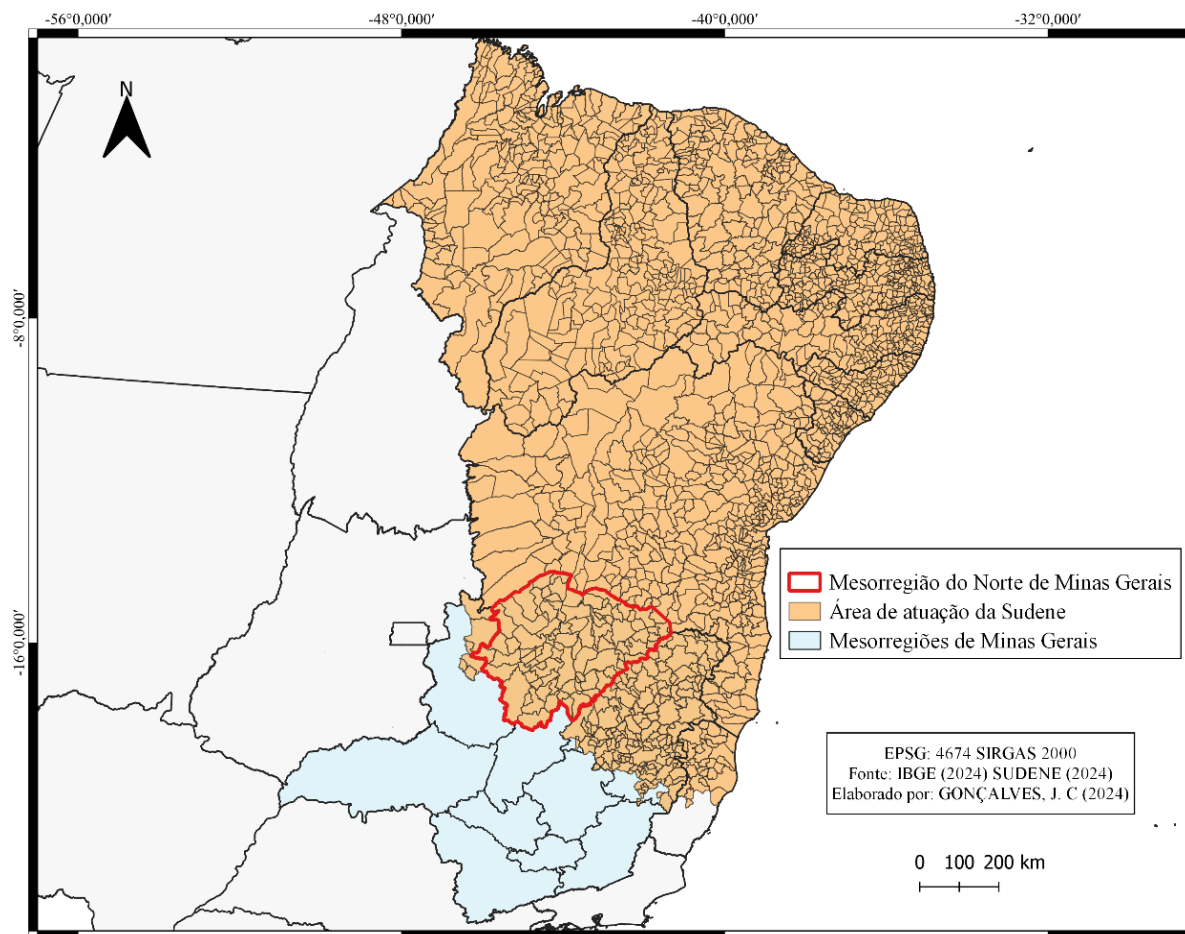 -56°0,000′ -48°0,000′ -40°0,000′ -32°0,000′
N
-8°0,000′
-16°0,000′
Mesorregião do Norte de Minas Gerais
Área de atuação da Sudene
Mesorregiões de Minas Gerais
EPSG: 4674 SIRGAS 2000
Fonte: IBGE (2024) SUDENE (2024)
Elaborado por: GONÇALVES, J. C (2024)
0 100 200 km